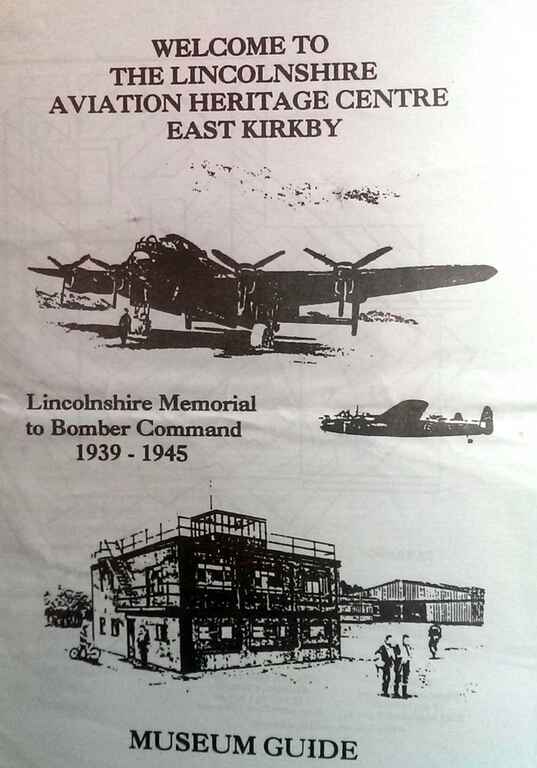 WELCOME TO
THE LINCOLNSHIRE
AVIATION HERITAGE CENTRE
EAST KIRKBY
Lincolnshire Memorial
to Bomber Command
1939 - 1945
MUSEUM GUIDE